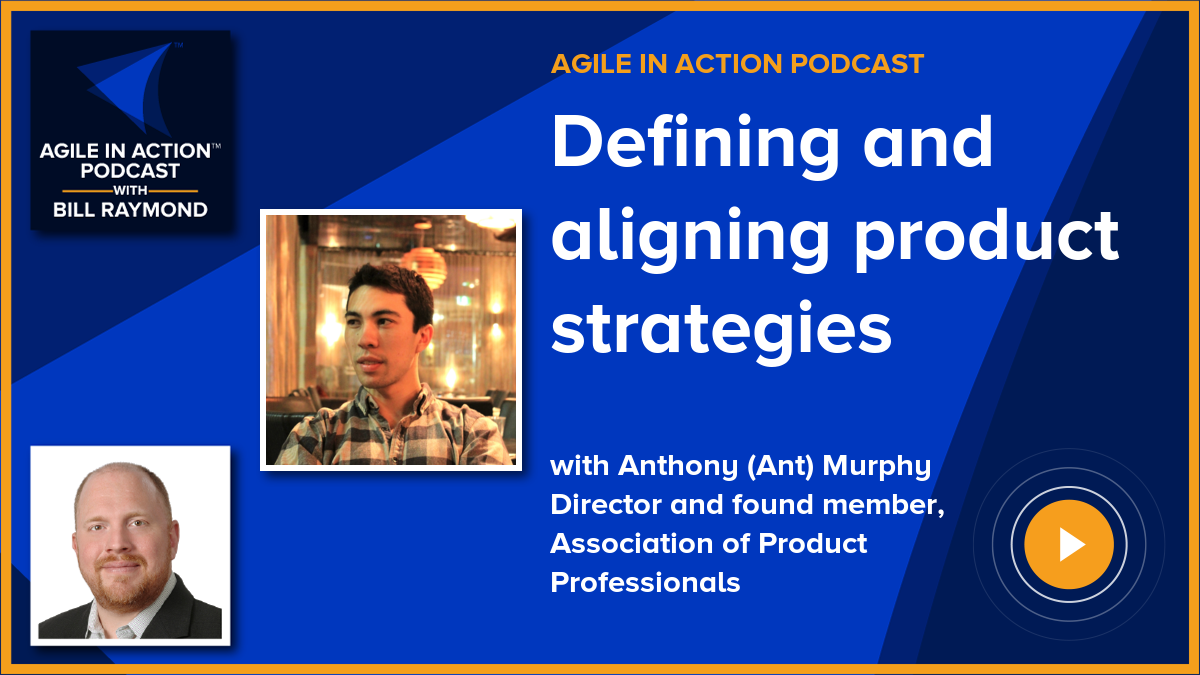 AGILE IN ACTION™
PODCAST
WITH
BILL RAYMOND
AGILE IN ACTION PODCAST
Defining and
aligning product
strategies
with Anthony (Ant) Murphy
Director and found member,
Association of Product
Professionals